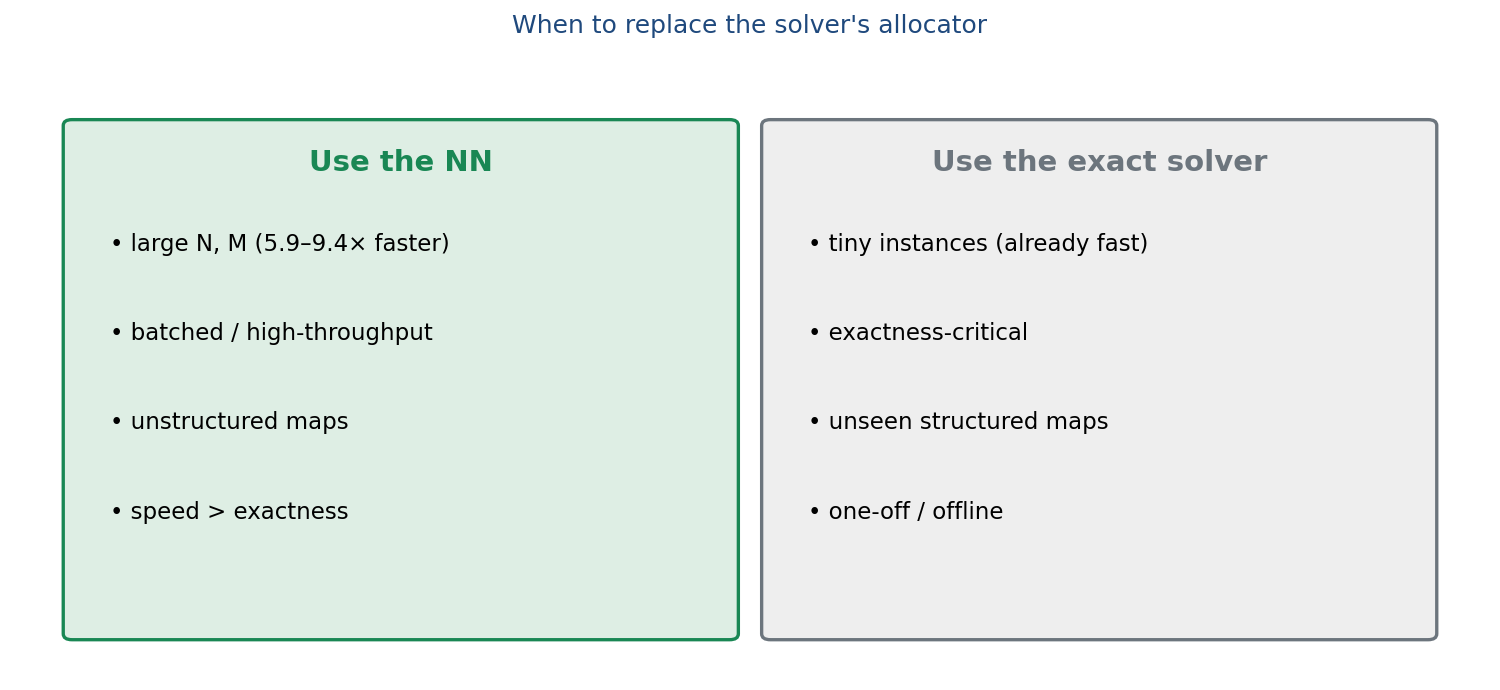 When to replace the solver's allocator
Use the NN
• large N, M (5.9–9.4× faster)
• batched / high-throughput
• unstructured maps
• speed > exactness
Use the exact solver
• tiny instances (already fast)
• exactness-critical
• unseen structured maps
• one-off / offline